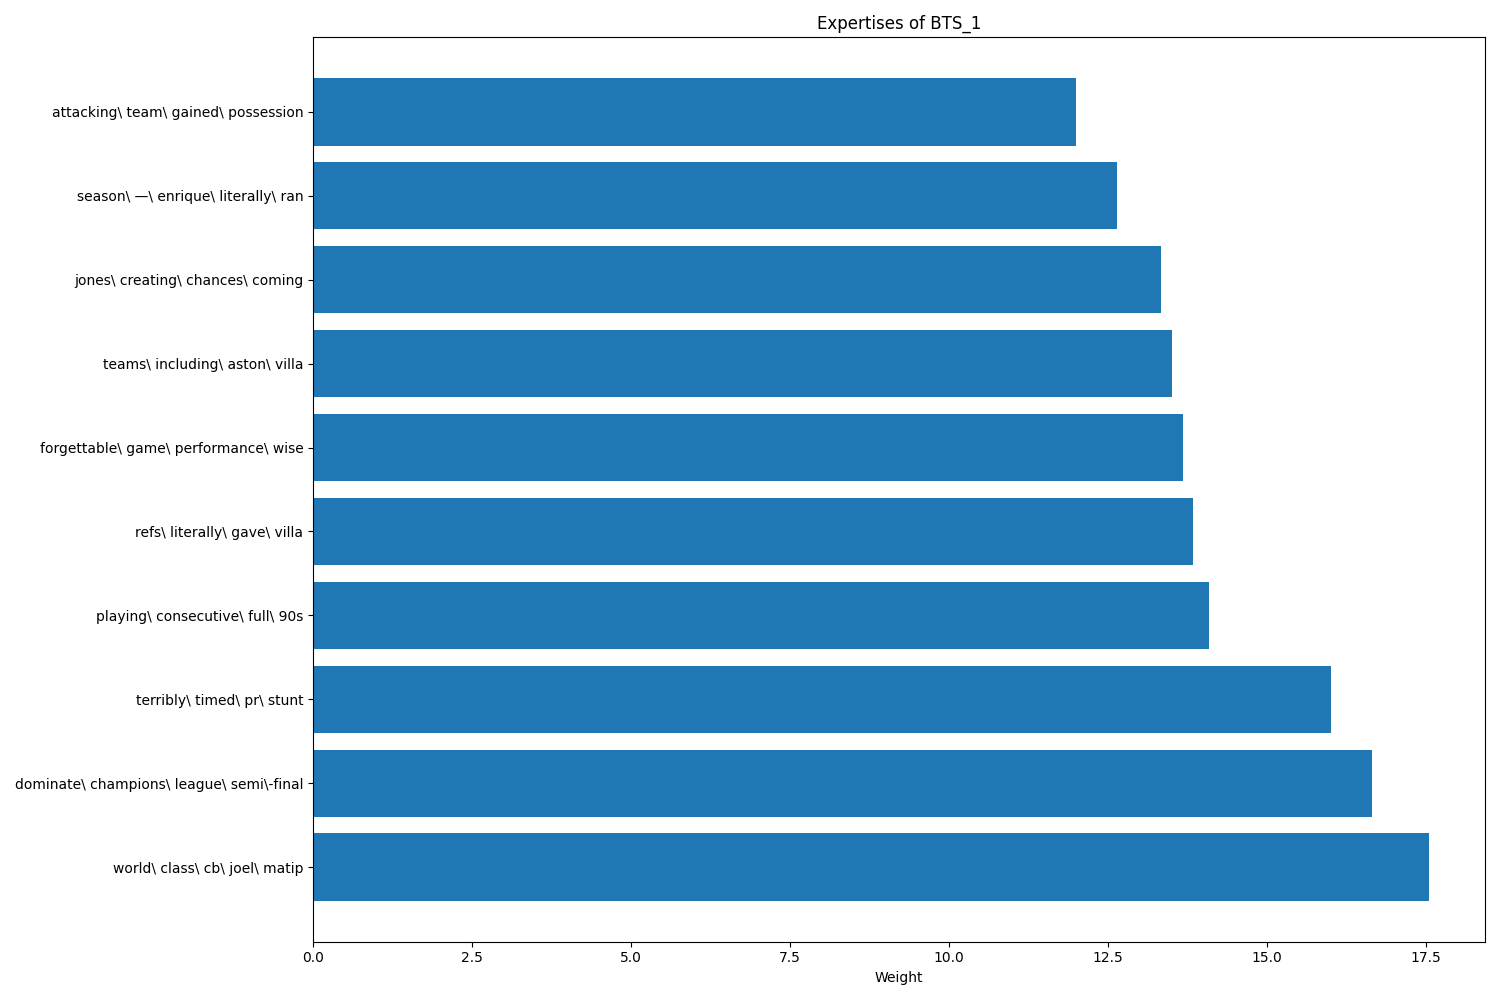 Expertises of BTS_1
attacking\ team\ gained\ possession
season\ —\ enrique\ literally\ ran
jones\ creating\ chances\ coming
teams\ including\ aston\ villa
forgettable\ game\ performance\ wise
refs\ literally\ gave\ villa
playing\ consecutive\ full\ 90s
terribly\ timed\ pr\ stunt
dominate\ champions\ league\ semi\-final
world\ class\ cb\ joel\ matip
0.0 2.5 5.0 7.5 10.0 12.5 15.0 17.5
Weight